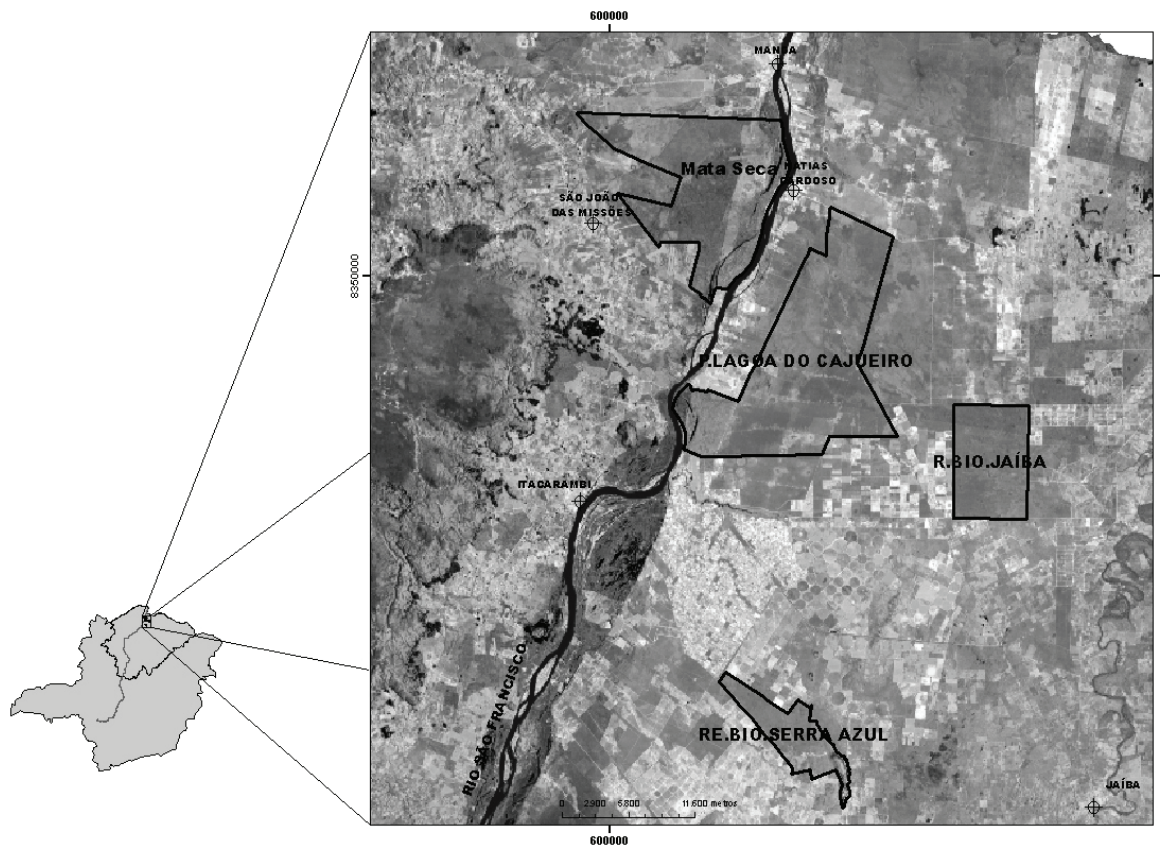 600000
MANGA
Mata Seca
MATIAS
CARDOSO
SÃO JOÃO
DAS MISSÕES
8350000
P.LAGOA DO CAJUEIRO
R.BIO.JAÍBA
ITACARAMBI
RIO SÃO FRANCISCO
RE.BIO.SERRA AZUL
JAÍBA
0 2.900 5.800 11.600 metros
600000